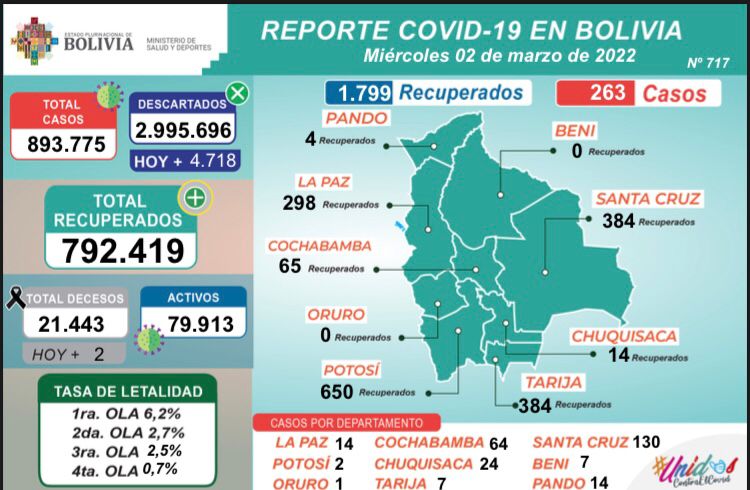 ESTADO PLURINACIONAL DE
BOLIVIA
MINISTERIO DE
SALUD Y DEPORTES
REPORTE COVID-19 EN BOLIVIA
Miércoles 02 de marzo de 2022
Nº 717
TOTAL
CASOS
893.775
DESCARTADOS
2.995.696
HOY + 4.718
TOTAL
RECUPERADOS
792.419
TOTAL DECESOS
21.443
HOY + 2
ACTIVOS
79.913
TASA DE LETALIDAD
1ra. OLA 6,2%
2da. OLA 2,7%
3ra. OLA 2,5%
4ta. OLA 0,7%
1.799 Recuperados
263 Casos
PANDO
4 Recuperados
BENI
0 Recuperados
LA PAZ
298 Recuperados
SANTA CRUZ
384 Recuperados
COCHABAMBA
65 Recuperados
ORURO
0 Recuperados
CHUQUISACA
14 Recuperados
POTOSÍ
650 Recuperados
TARIJA
384 Recuperados
CASOS POR DEPARTAMENTO
LA PAZ 14 COCHABAMBA 64 SANTA CRUZ 130
POTOSÍ 2 CHUQUISACA 24 BENI 7
ORURO 1 TARIJA 7 PANDO 14
#Unidos
ContraElCovid